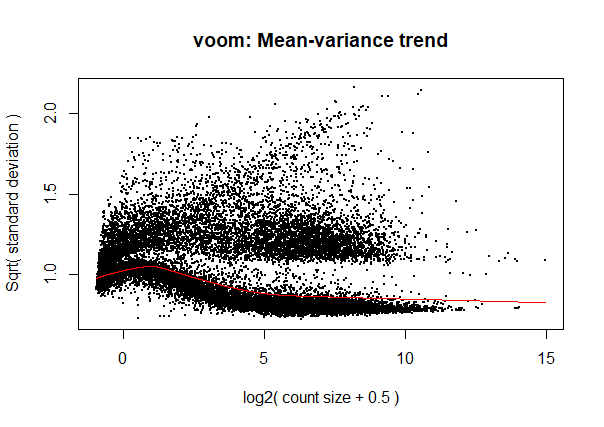 voom: Mean-variance trend
Sqrt( standard deviation )
2.0
1.5
1.0
0
5
10
15
log2( count size + 0.5 )